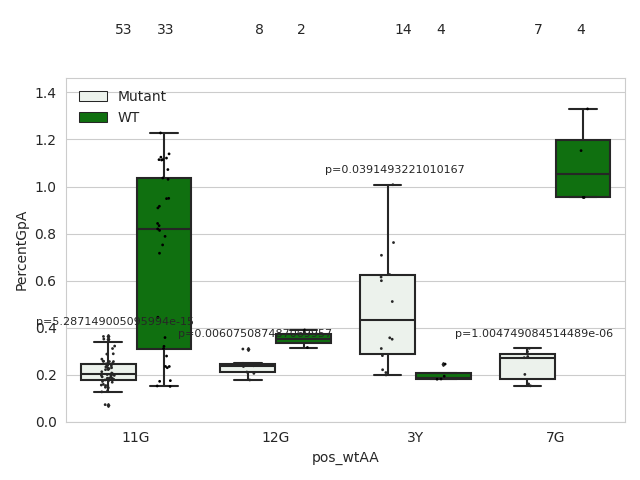 53 33 8 2 14 4 7 4
1.4
Mutant
WT
1.2
p=0.0391493221010167
1.0
0.8
PercentGpA
0.6
p=5.287149005095994e-15
0.4
p=1.004749084514489e-06
0.2
0.0
11G 12G 3Y 7G
pos_wtAA